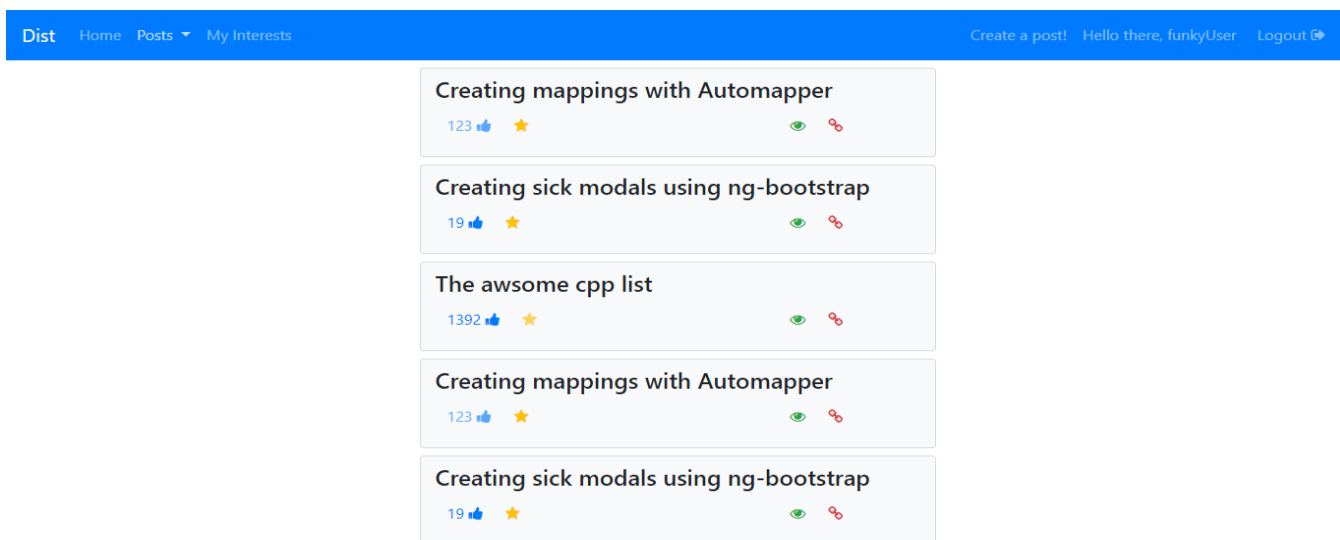 Dist Home Posts My Interests Create a post! Hello there, funkyUser Logout
Creating mappings with Automapper
123
Creating sick modals using ng-bootstrap
19
The awsome cpp list
1392
Creating mappings with Automapper
123
Creating sick modals using ng-bootstrap
19